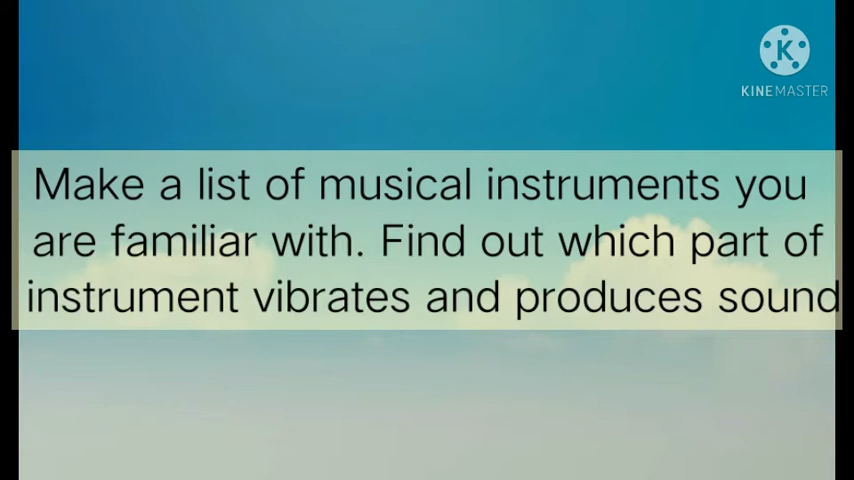 KINEMASTER
Make a list of musical instruments you
are familiar with. Find out which part of
instrument vibrates and produces sound